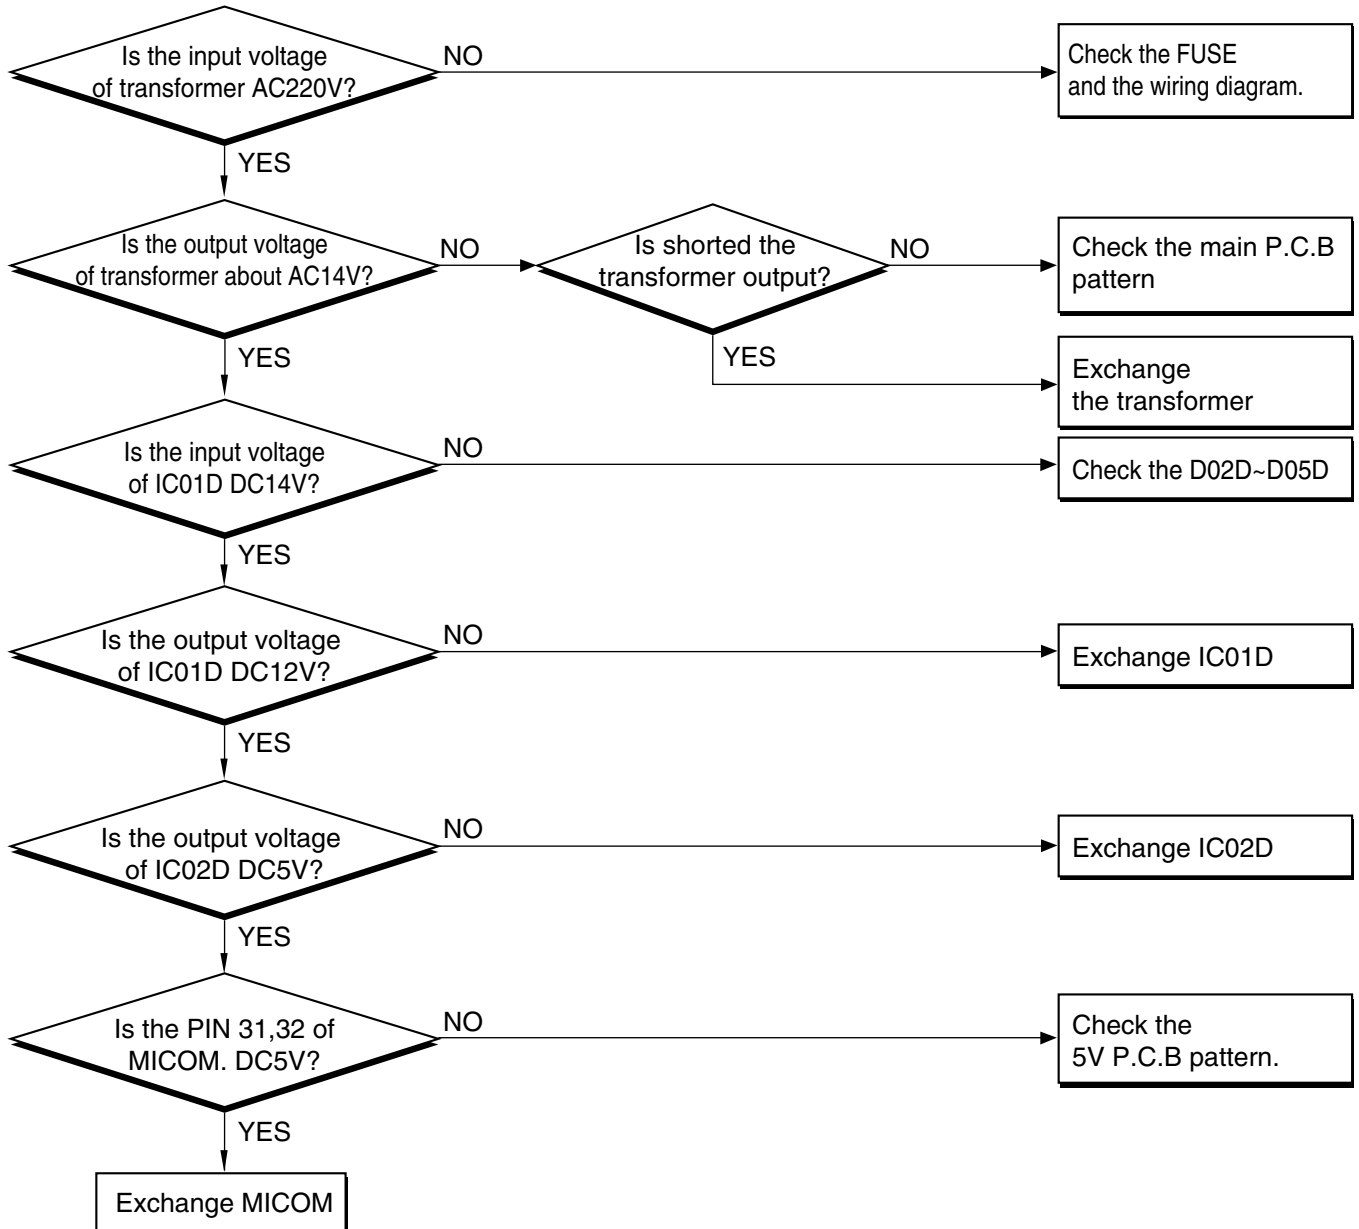 Is the input voltage
of transformer AC220V?
NO
Check the FUSE
and the wiring diagram.
YES
Is the output voltage
of transformer about AC14V?
NO
Is shorted the
transformer output?
NO
Check the main P.C.B
pattern
YES
YES
Exchange
the transformer
Is the input voltage
of IC01D DC14V?
NO
Check the D02D~D05D
YES
Is the output voltage
of IC01D DC12V?
NO
Exchange IC01D
YES
Is the output voltage
of IC02D DC5V?
NO
Exchange IC02D
YES
Is the PIN 31,32 of
MICOM. DC5V?
NO
Check the
5V P.C.B pattern.
YES
Exchange MICOM